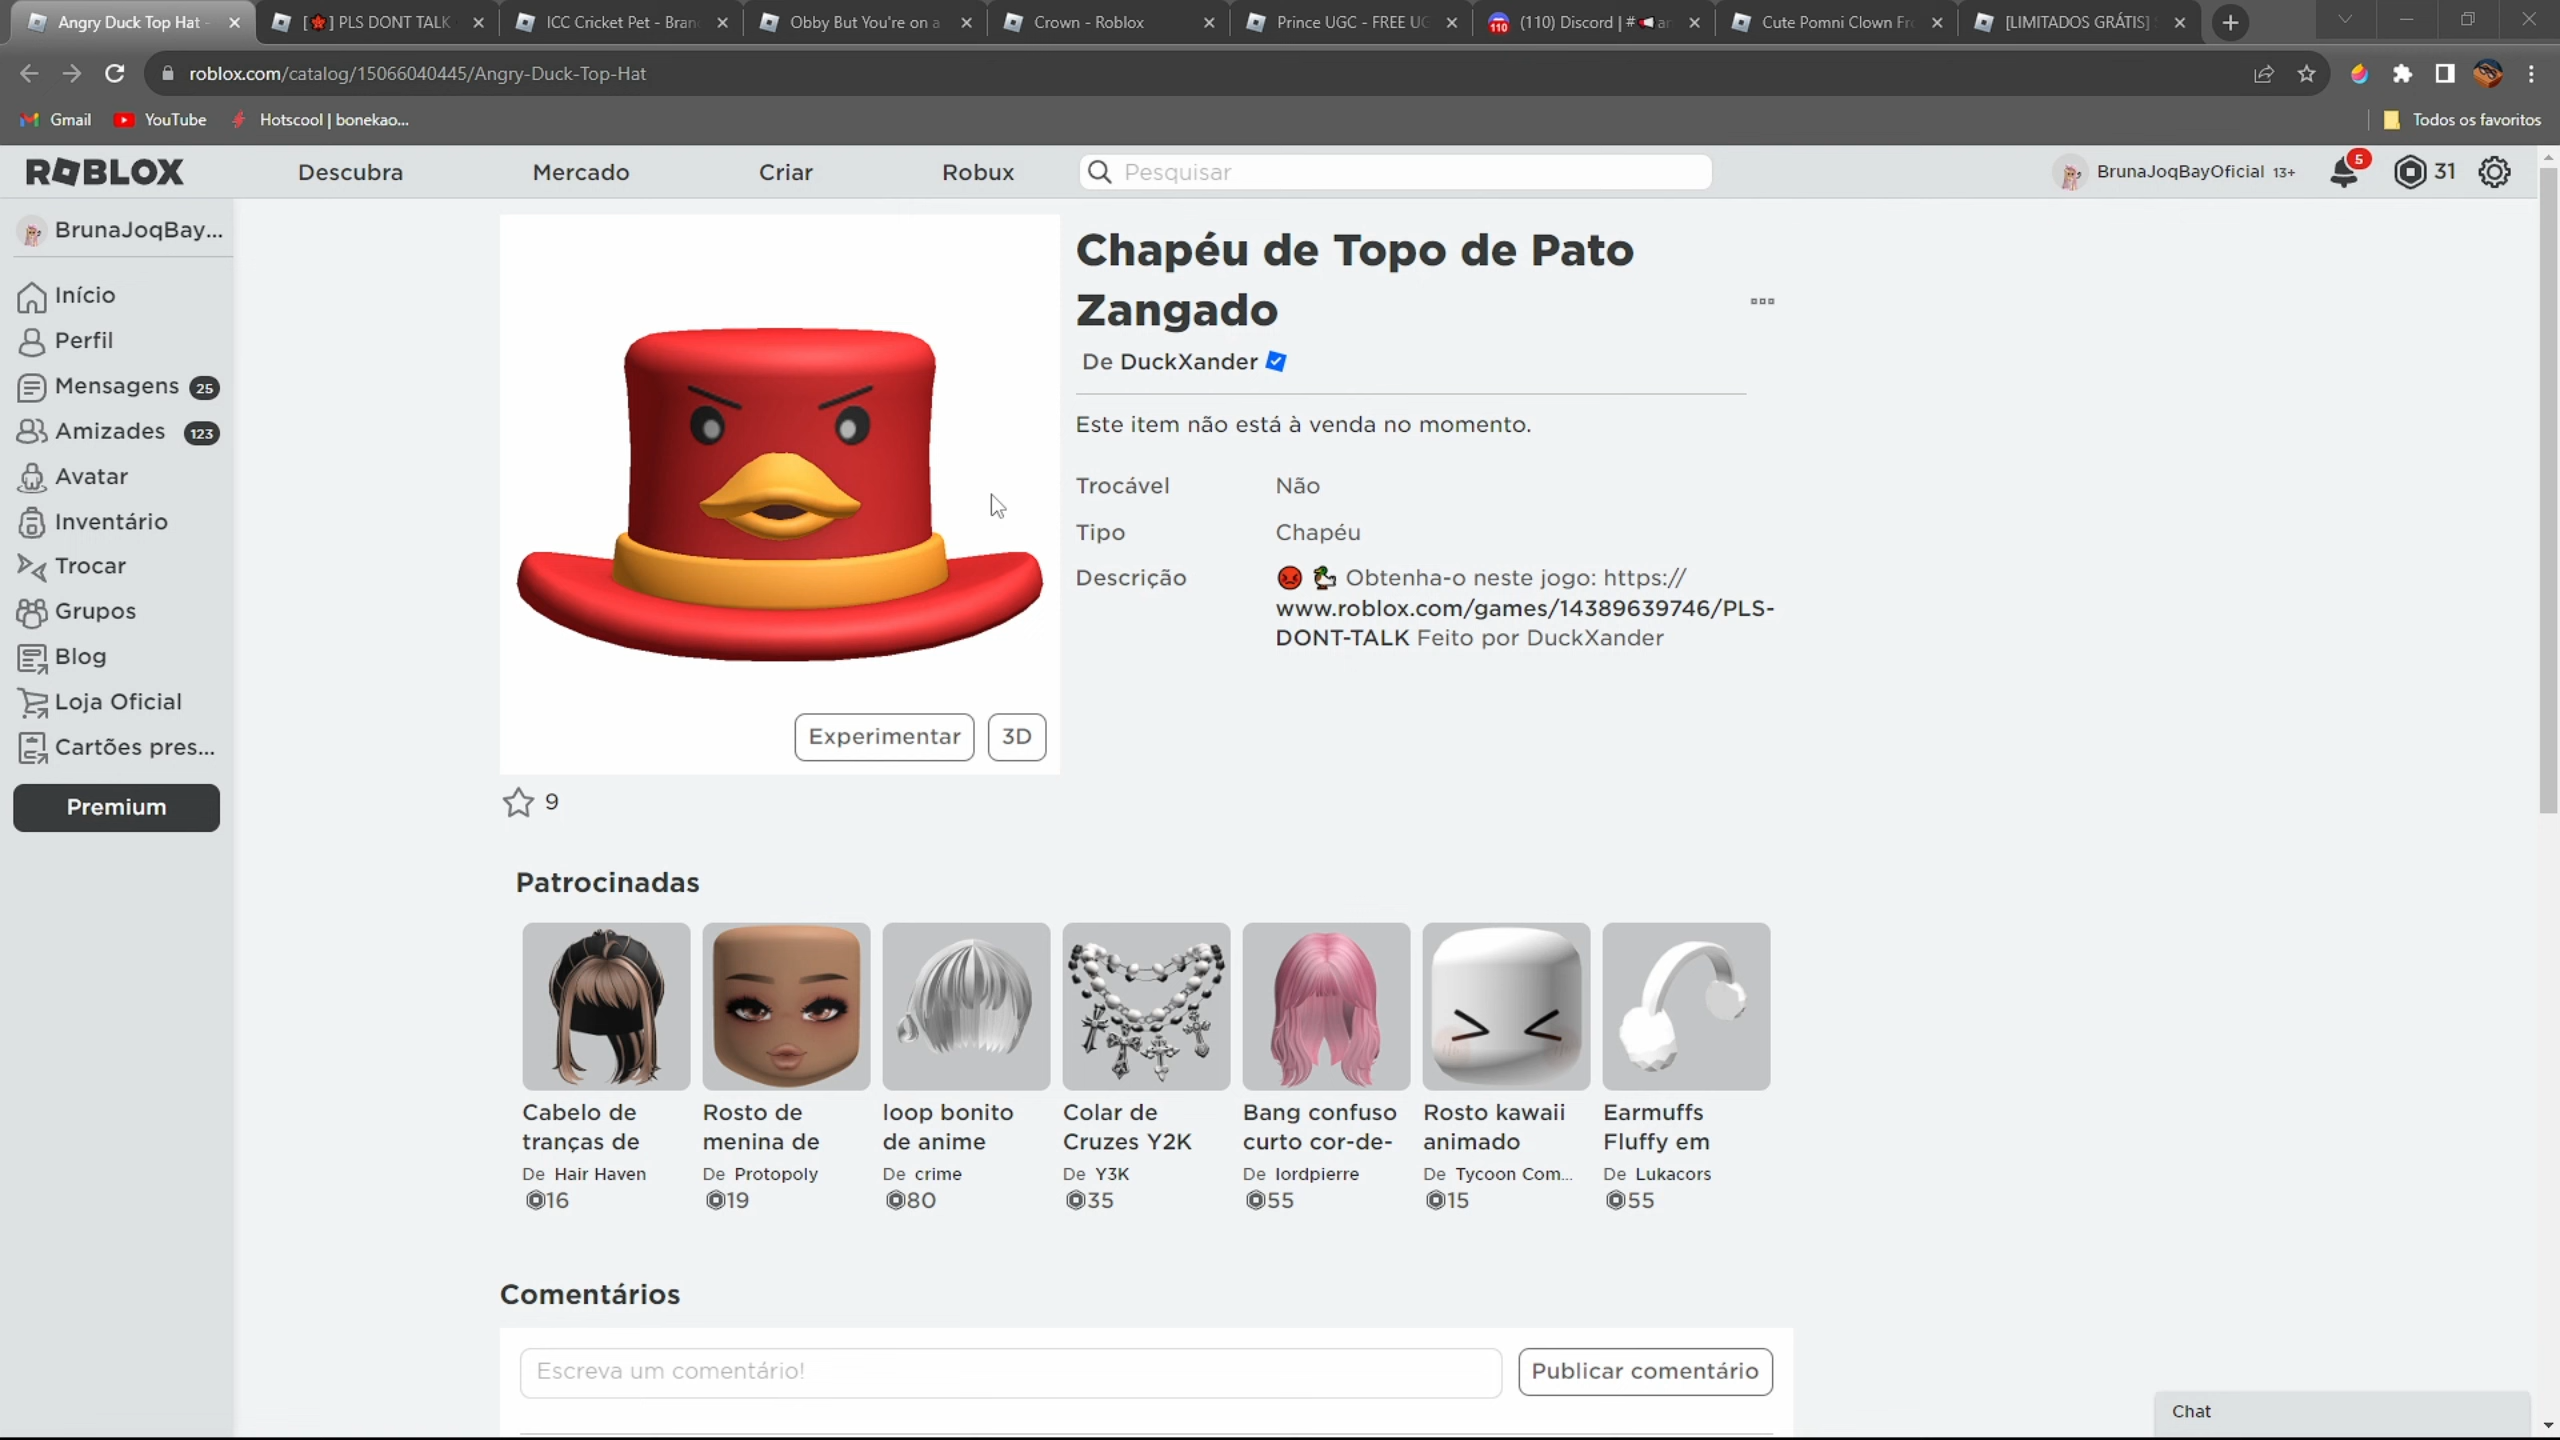 Angry Duck Top Hat -
[ ] PLS DONT TALK
ICC Cricket Pet - Bran
Obby But You're on a
Crown - Roblox
Prince UGC - FREE UG
(110) Discord | # an
Cute Pomni Clown Fr
[LIMITADOS GRÁTIS]
roblox.com/catalog/15066040445/Angry-Duck-Top-Hat
Gmail
YouTube
Hotscool | bonekao...
Todos os favoritos
ROBLOX
Descubra
Mercado
Criar
Robux
Pesquisar
BrunaJoqBayOficial 13+
5
31
BrunaJoqBay...
Início
Perfil
Mensagens 25
Amizades 123
Avatar
Inventário
Trocar
Grupos
Blog
Loja Oficial
Cartões pres...
Premium
Chapéu de Topo de Pato
Zangado
De DuckXander
Este item não está à venda no momento.
Trocável Não
Tipo Chapéu
Descrição 😡 🦆 Obtenha-o neste jogo: https://
www.roblox.com/games/14389639746/PLS-
DONT-TALK Feito por DuckXander
Experimentar
3D
9
Patrocinadas
Cabelo de
tranças de
De Hair Haven
16
Rosto de
menina de
De Protopoly
19
loop bonito
de anime
De crime
80
Colar de
Cruzes Y2K
De Y3K
35
Bang confuso
curto cor-de-
De lordpierre
55
Rosto kawaii
animado
De Tycoon Com...
15
Earmuffs
Fluffy em
De Lukacors
55
Comentários
Escreva um comentário!
Publicar comentário
Chat